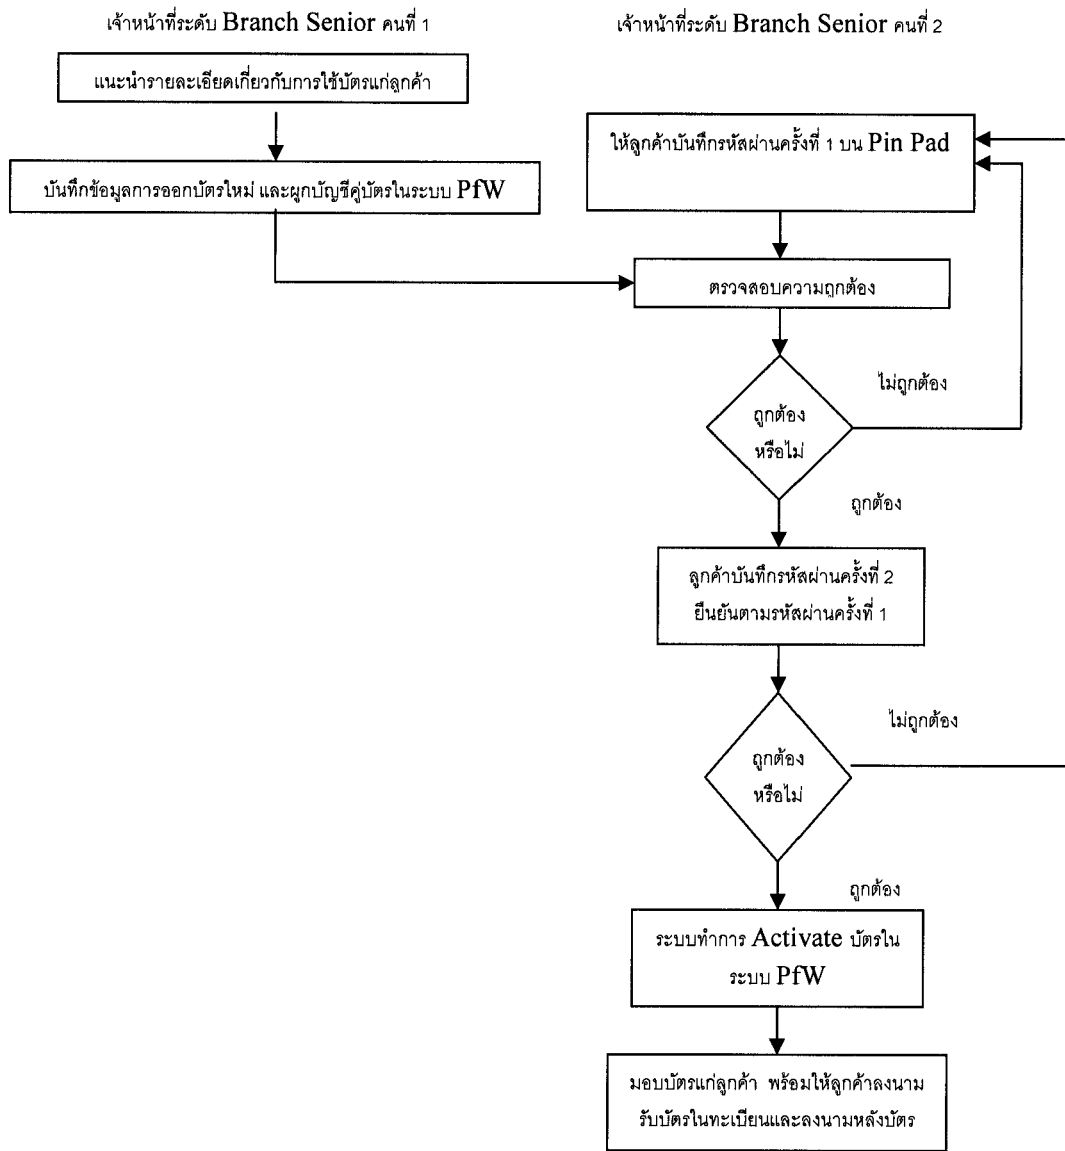 เจ้าหน้าที่ระดับ Branch Senior คนที่ 1
เจ้าหน้าที่ระดับ Branch Senior คนที่ 2
แนะนำรายละเอียดเกี่ยวกับการใช้บัตรแก่ลูกค้า
ให้ลูกค้าบันทึกรหัสผ่านครั้งที่ 1 บน Pin Pad
บันทึกข้อมูลการออกบัตรใหม่ และผูกบัญชีคู่บัตรในระบบ PfW
ตรวจสอบความถูกต้อง
ไม่ถูกต้อง
ถูกต้อง
หรือไม่
ถูกต้อง
ลูกค้าบันทึกรหัสผ่านครั้งที่ 2
ยืนยันตามรหัสผ่านครั้งที่ 1
ไม่ถูกต้อง
ถูกต้อง
หรือไม่
ถูกต้อง
ระบบทำการ Activate บัตรใน
ระบบ PfW
มอบบัตรแก่ลูกค้า พร้อมให้ลูกค้าลงนาม
รับบัตรในทะเบียนและลงนามหลังบัตร